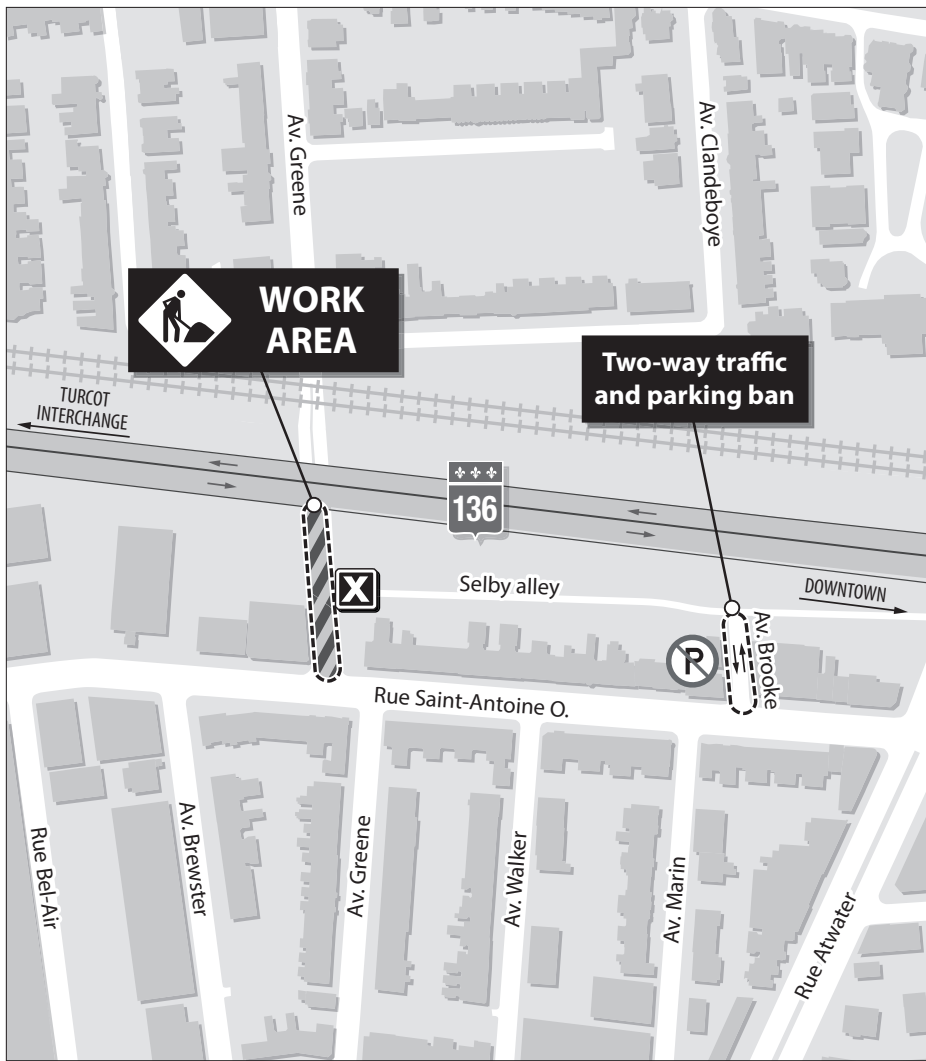 Av. Greene
Av. Clandeboye
WORK
AREA
Two-way traffic
and parking ban
TURCOT
INTERCHANGE
136
X
Selby alley
DOWNTOWN
P
Av. Brooke
Rue Saint-Antoine O.
Rue Bel-Air
Av. Brewster
Av. Greene
Av. Walker
Av. Marin
Rue Atwater